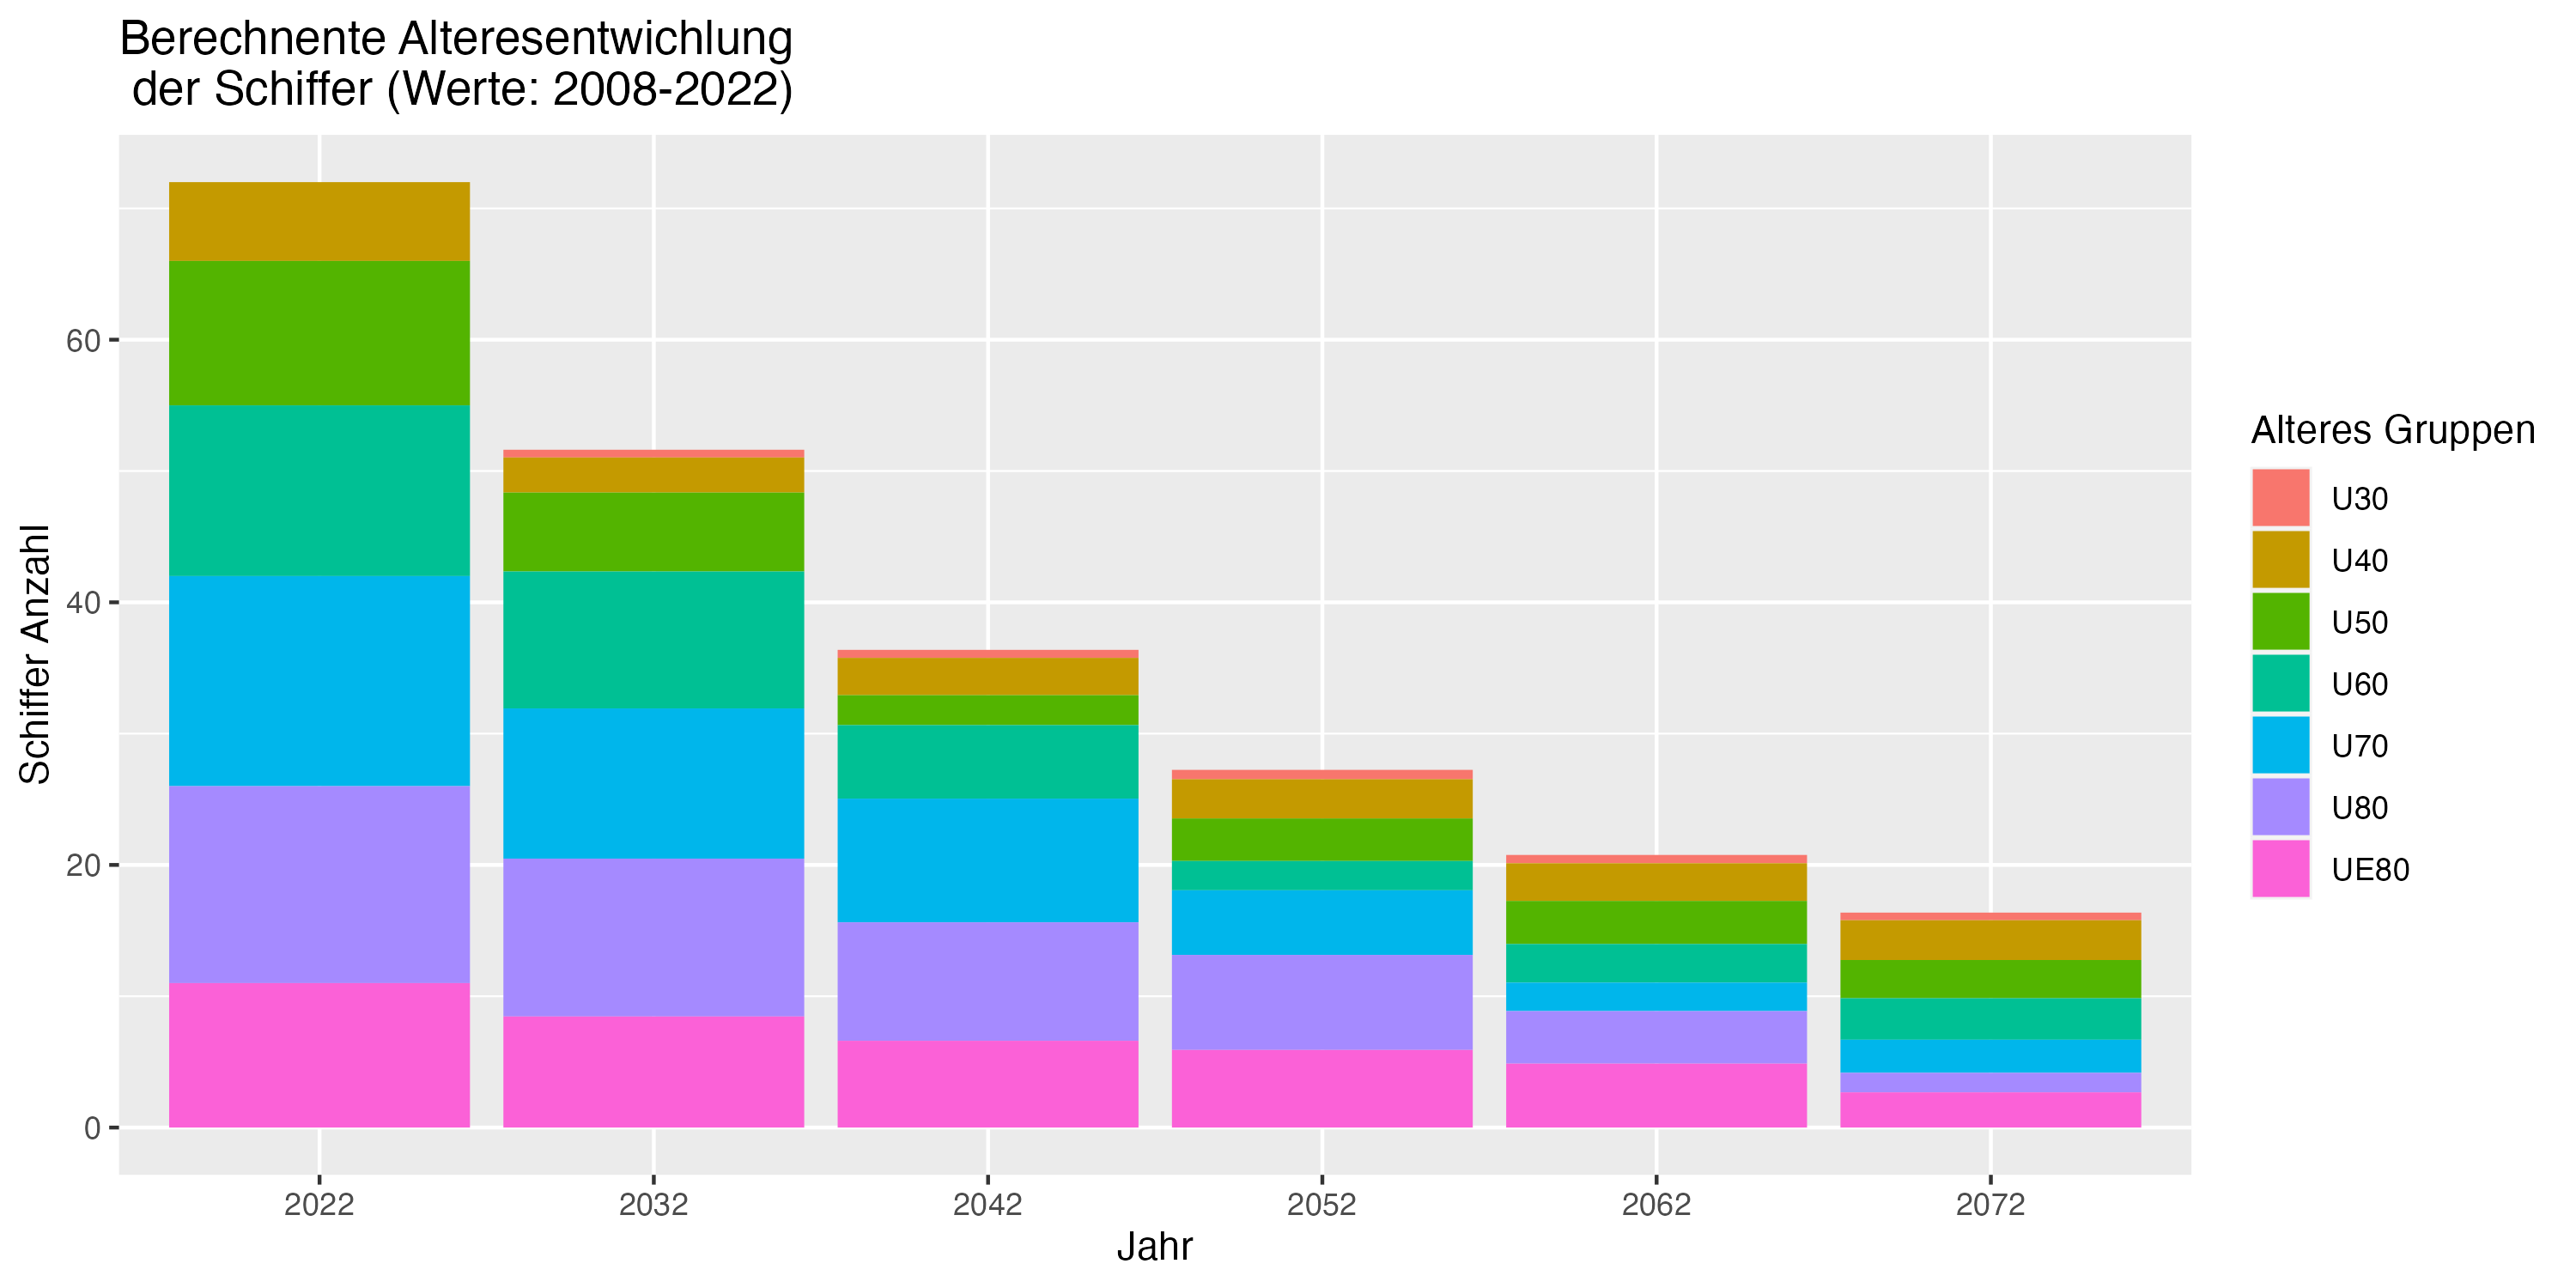 Berechnente Alteresentwichlung
der Schiffer (Werte: 2008-2022)
Schiffer Anzahl
60
40
20
0
2022
2032
2042
2052
2062
2072
Jahr
Alteres Gruppen
U30
U40
U50
U60
U70
U80
UE80